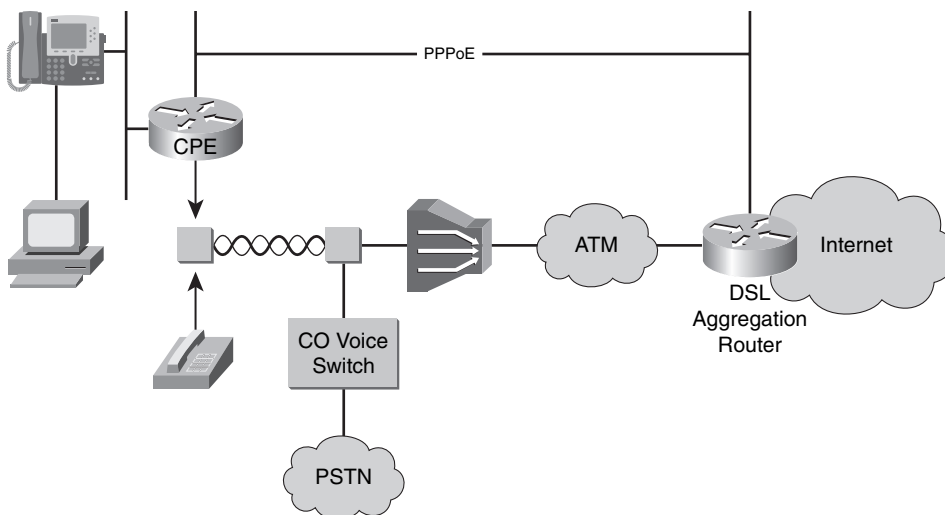 PPPoE
CPE
ATM
Internet
DSL
Aggregation
Router
CO Voice
Switch
PSTN